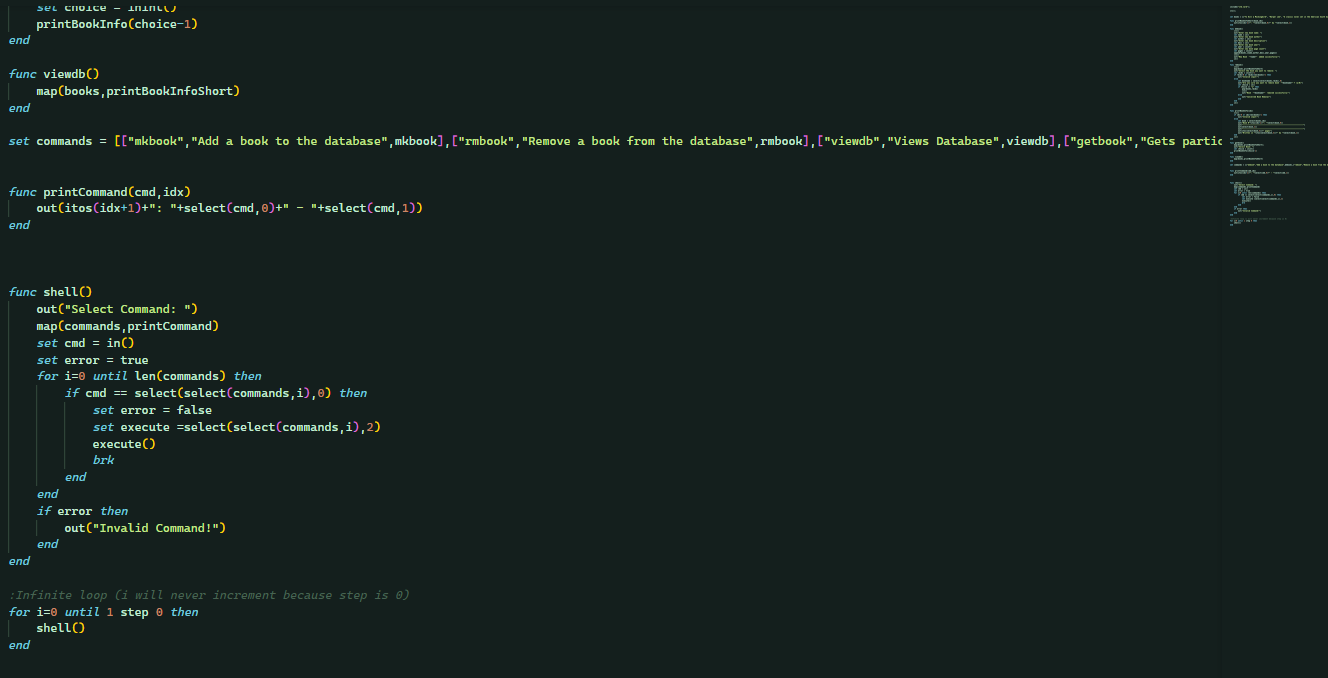 set choice = inint()
    printBookInfo(choice-1)
end

func viewdb()
    map(books,printBookInfoShort)
end

set commands = [["mkbook","Add a book to the database",mkbook],["rmbook","Remove a book from the database",rmbook],["viewdb","Views Database",viewdb],["getbook","Gets partic

func printCommand(cmd,idx)
    out(itos(idx+1)+": "+select(cmd,0)+" - "+select(cmd,1))
end

func shell()
    out("Select Command: ")
    map(commands,printCommand)
    set cmd = in()
    set error = true
    for i=0 until len(commands) then
        if cmd == select(select(commands,i),0) then
            set error = false
            set execute =select(select(commands,i),2)
            execute()
            brk
        end
    end
    if error then
        out("Invalid Command!")
    end
end

:Infinite loop (i will never increment because step is 0)
for i=0 until 1 step 0 then
    shell()
end